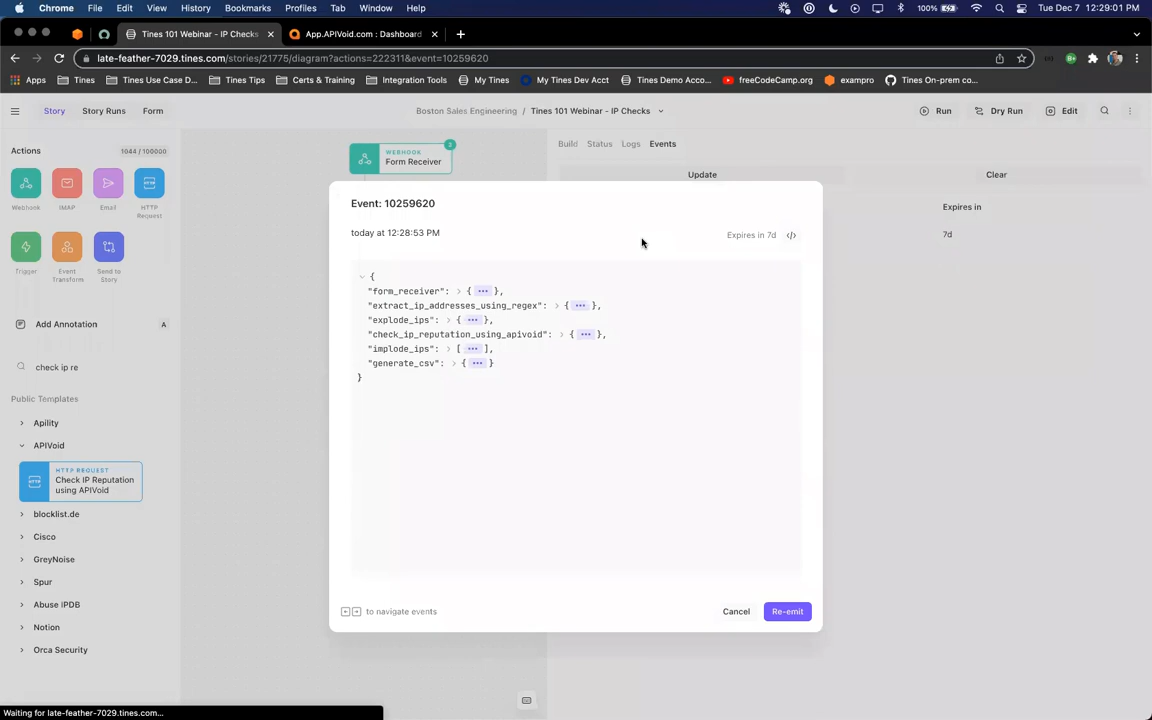 Chrome File Edit View History Bookmarks Profiles Tab Window Help 100% Tue Dec 7 12:29:01 PM
Tines 101 Webinar - IP Checks App.APIVoid.com : Dashboard
late-feather-7029.tines.com/stories/21775/diagram?actions=222311&event=10259620
Apps Tines Tines Use Case D... Tines Tips Certs & Training Integration Tools My Tines My Tines Dev Acct Tines Demo Acco... freeCodeCamp.org exampro Tines On-prem co...
Story Story Runs Form Boston Sales Engineering / Tines 101 Webinar - IP Checks Run Dry Run Edit
Actions 1044 / 100000
Webhook IMAP Email HTTP Request
Trigger Event Transform Send to Story
Add Annotation A
check ip re
Public Templates
Apility
APIVoid
HTTP REQUEST
Check IP Reputation
using APIVoid
blocklist.de
Cisco
GreyNoise
Spur
Abuse IPDB
Notion
Orca Security
WEBHOOK
Form Receiver
3
Build Status Logs Events
Update Clear
Expires in
7d
Event: 10259620
today at 12:28:53 PM
Expires in 7d </>
{
"form_receiver": > { ••• },
"extract_ip_addresses_using_regex": > { ••• },
"explode_ips": > { ••• },
"check_ip_reputation_using_apivoid": > { ••• },
"implode_ips": > [ ••• ],
"generate_csv": > { ••• }
}
to navigate events
Cancel Re-emit
Waiting for late-feather-7029.tines.com...